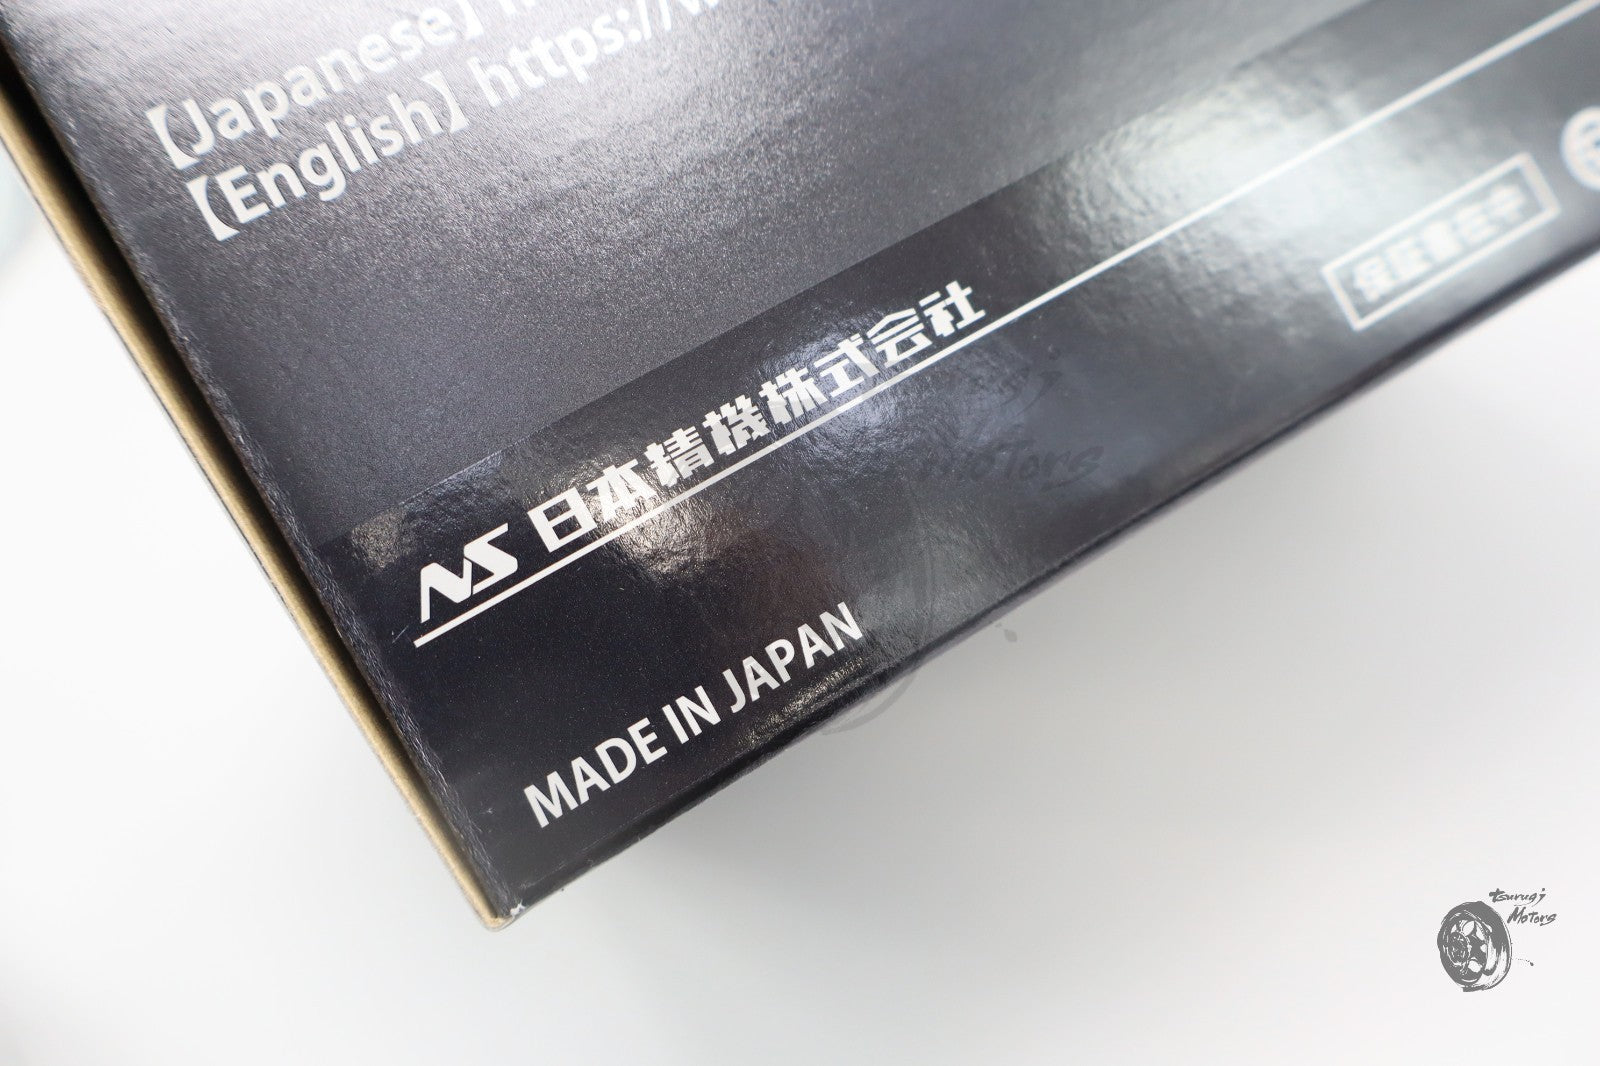 【Japanese】
【English】https://
NS 日本精機株式会社
保証書在中
MADE IN JAPAN
Tsurugi
Motors